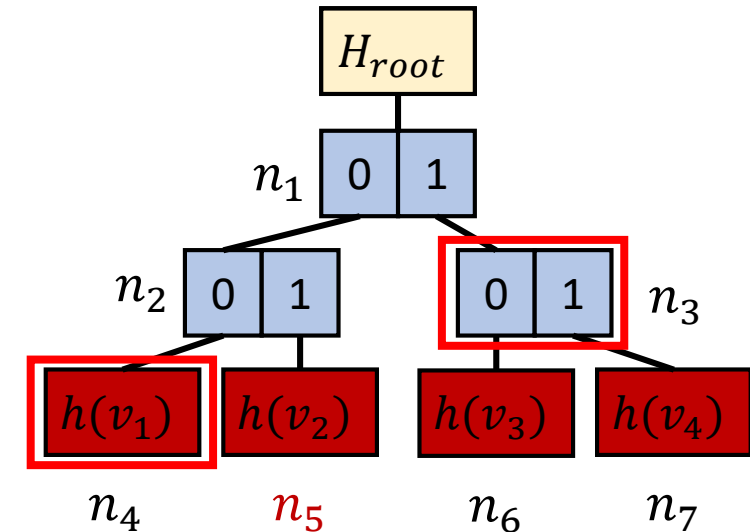 H_root
n_1 0 1
n_2 0 1 0 1 n_3
h(v_1) h(v_2) h(v_3) h(v_4)
n_4 n_5 n_6 n_7